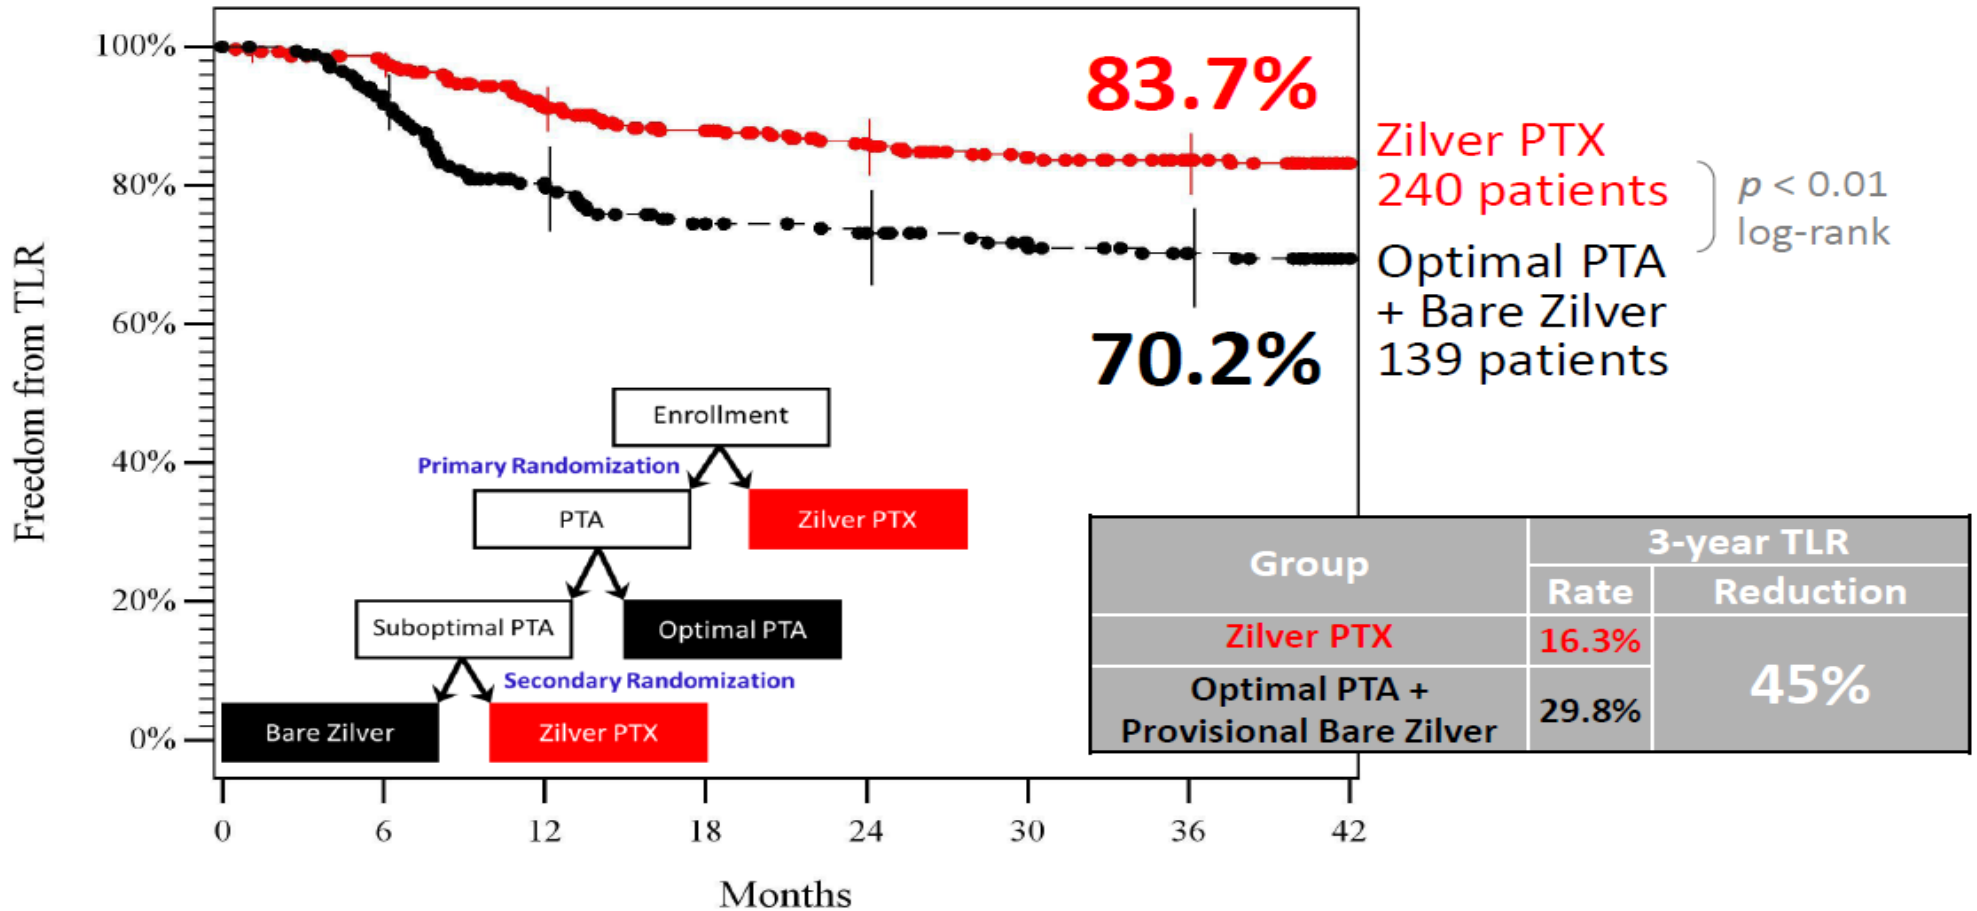 Freedom from TLR
100%
80%
60%
40%
20%
0%
83.7%
70.2%
Zilver PTX
240 patients
p < 0.01
log-rank
Optimal PTA
+ Bare Zilver
139 patients
Enrollment
Primary Randomization
PTA
Zilver PTX
Suboptimal PTA
Optimal PTA
Secondary Randomization
Bare Zilver
Zilver PTX
Group
3-year TLR
Rate
Reduction
Zilver PTX
16.3%
45%
Optimal PTA +
Provisional Bare Zilver
29.8%
0
6
12
18
24
30
36
42
Months